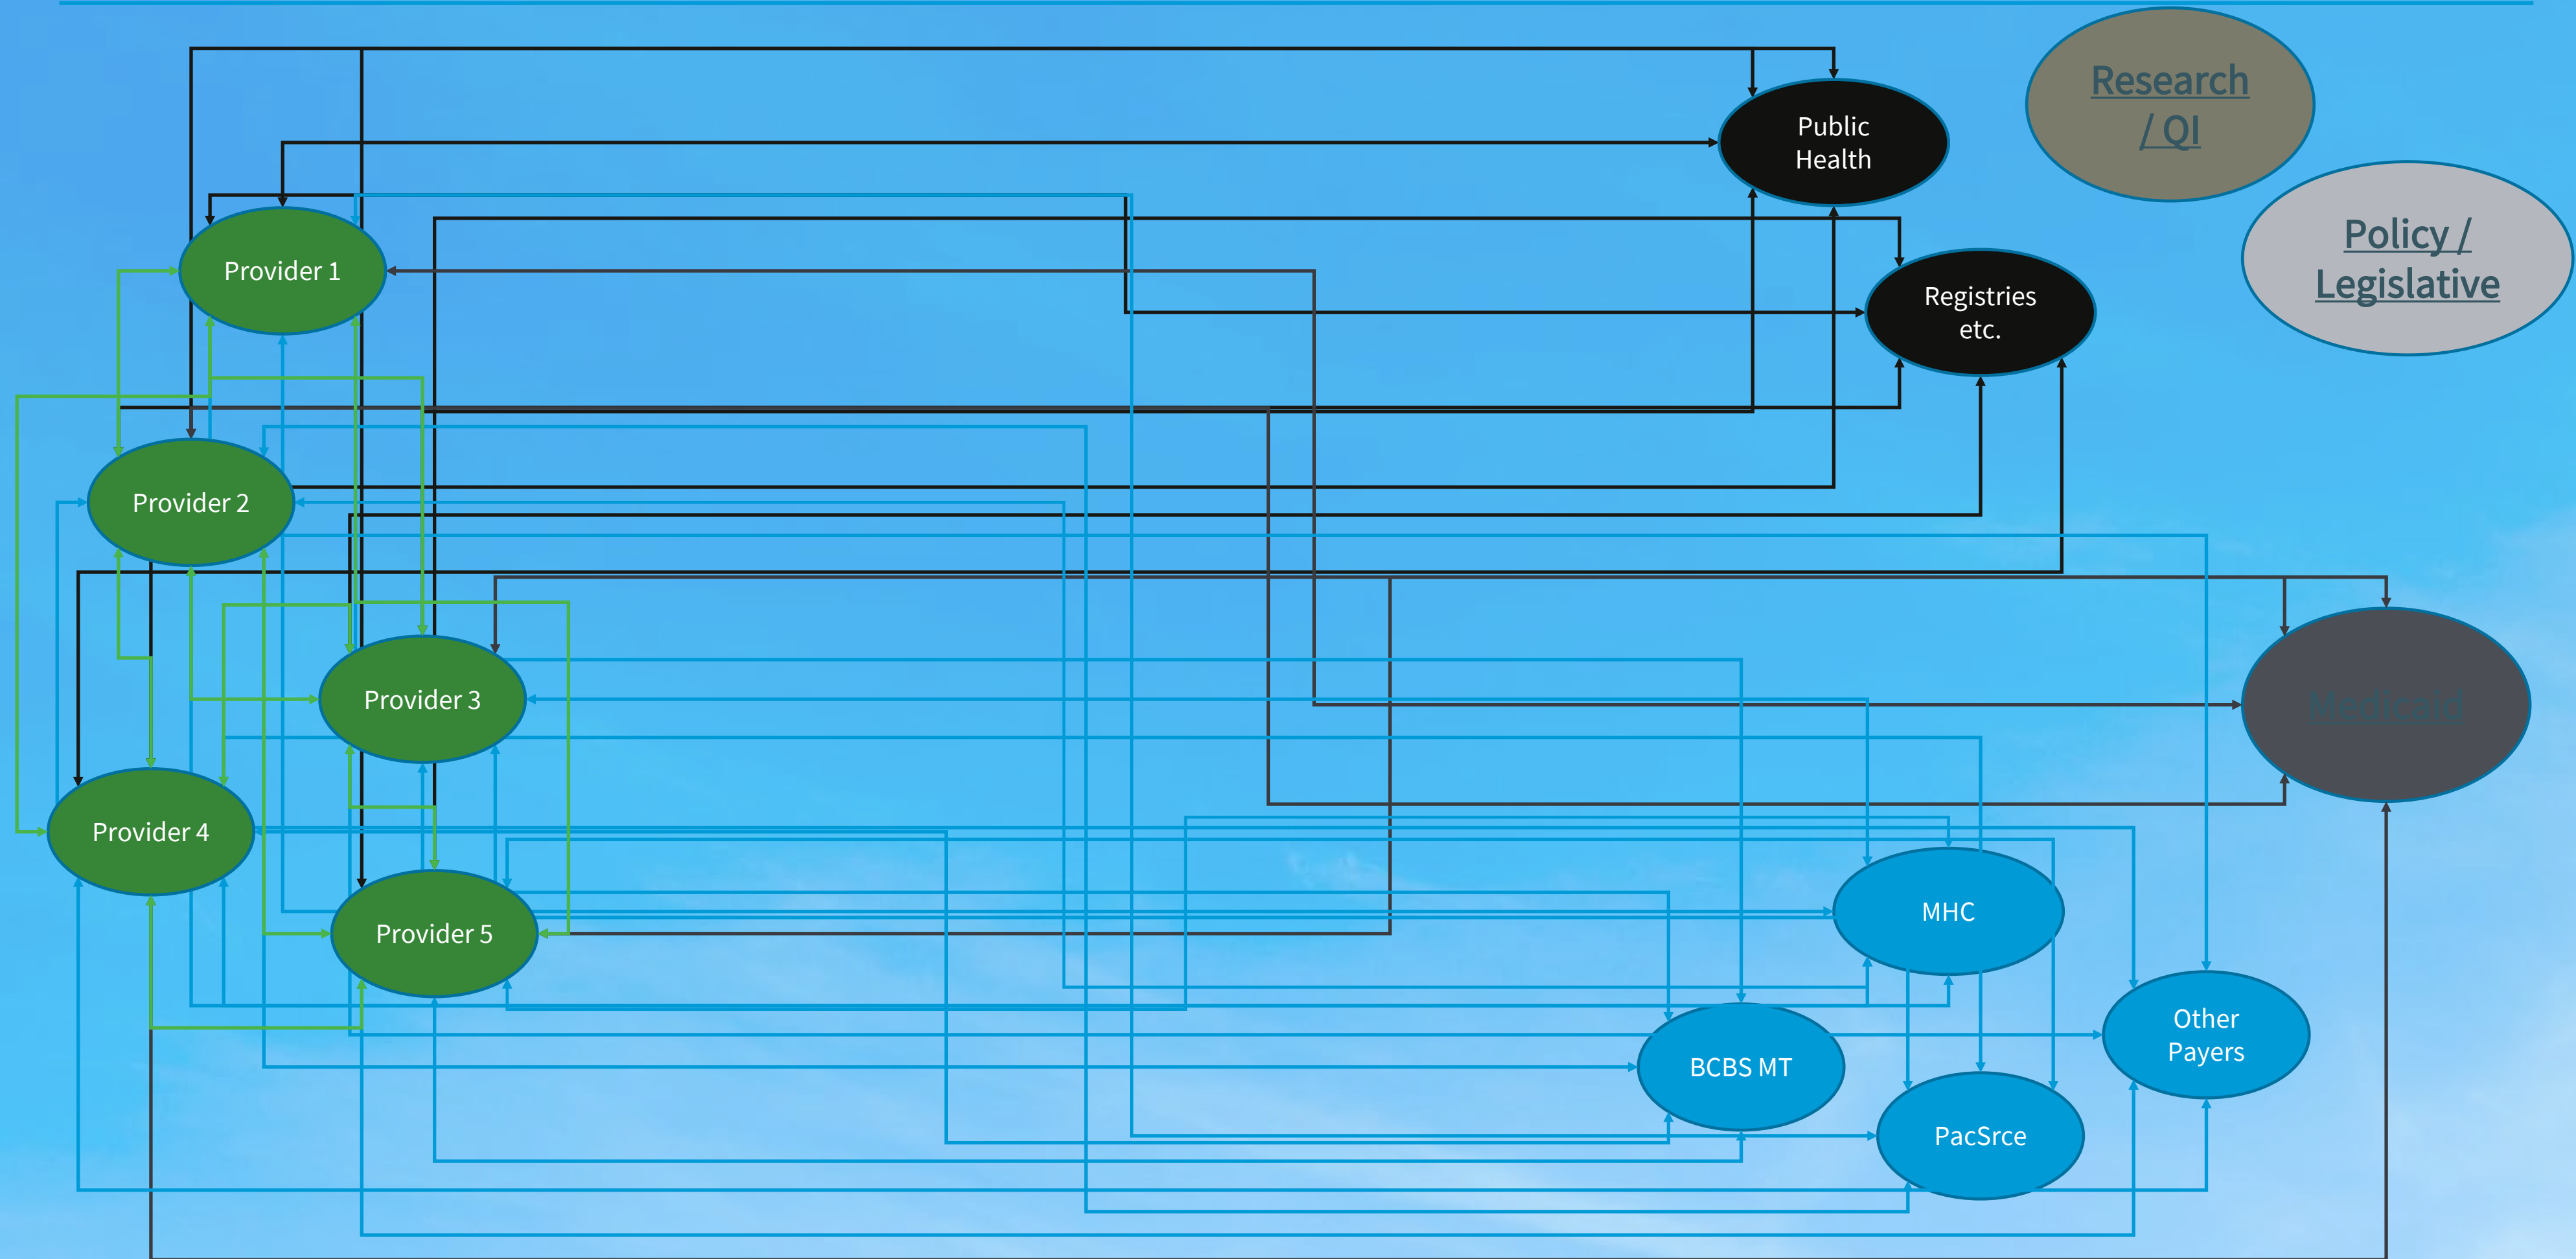 Research
/ QI
Public
Health
Policy /
Legislative
Provider 1
Registries
etc.
Provider 2
Provider 3
Medicaid
Provider 4
MHC
Provider 5
Other
Payers
BCBS MT
PacSrce